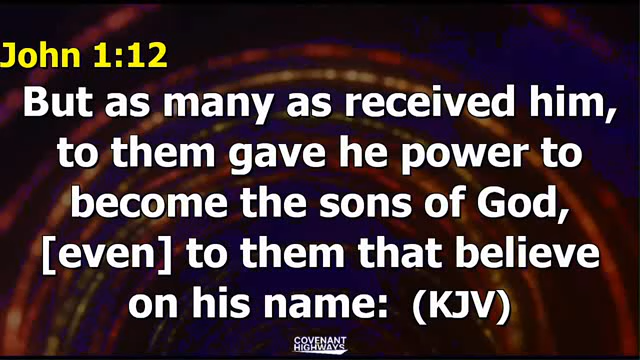 John 1:12
But as many as received him,
to them gave he power to
become the sons of God,
[even] to them that believe
on his name: (KJV)
COVENANT
HIGHWAYS